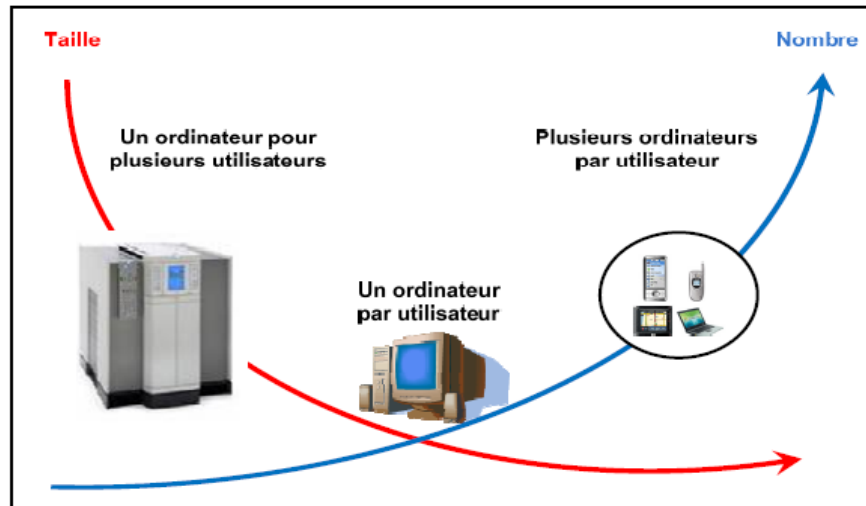 Taille
Nombre
Un ordinateur pour
plusieurs utilisateurs
Plusieurs ordinateurs
par utilisateur
Un ordinateur
par utilisateur